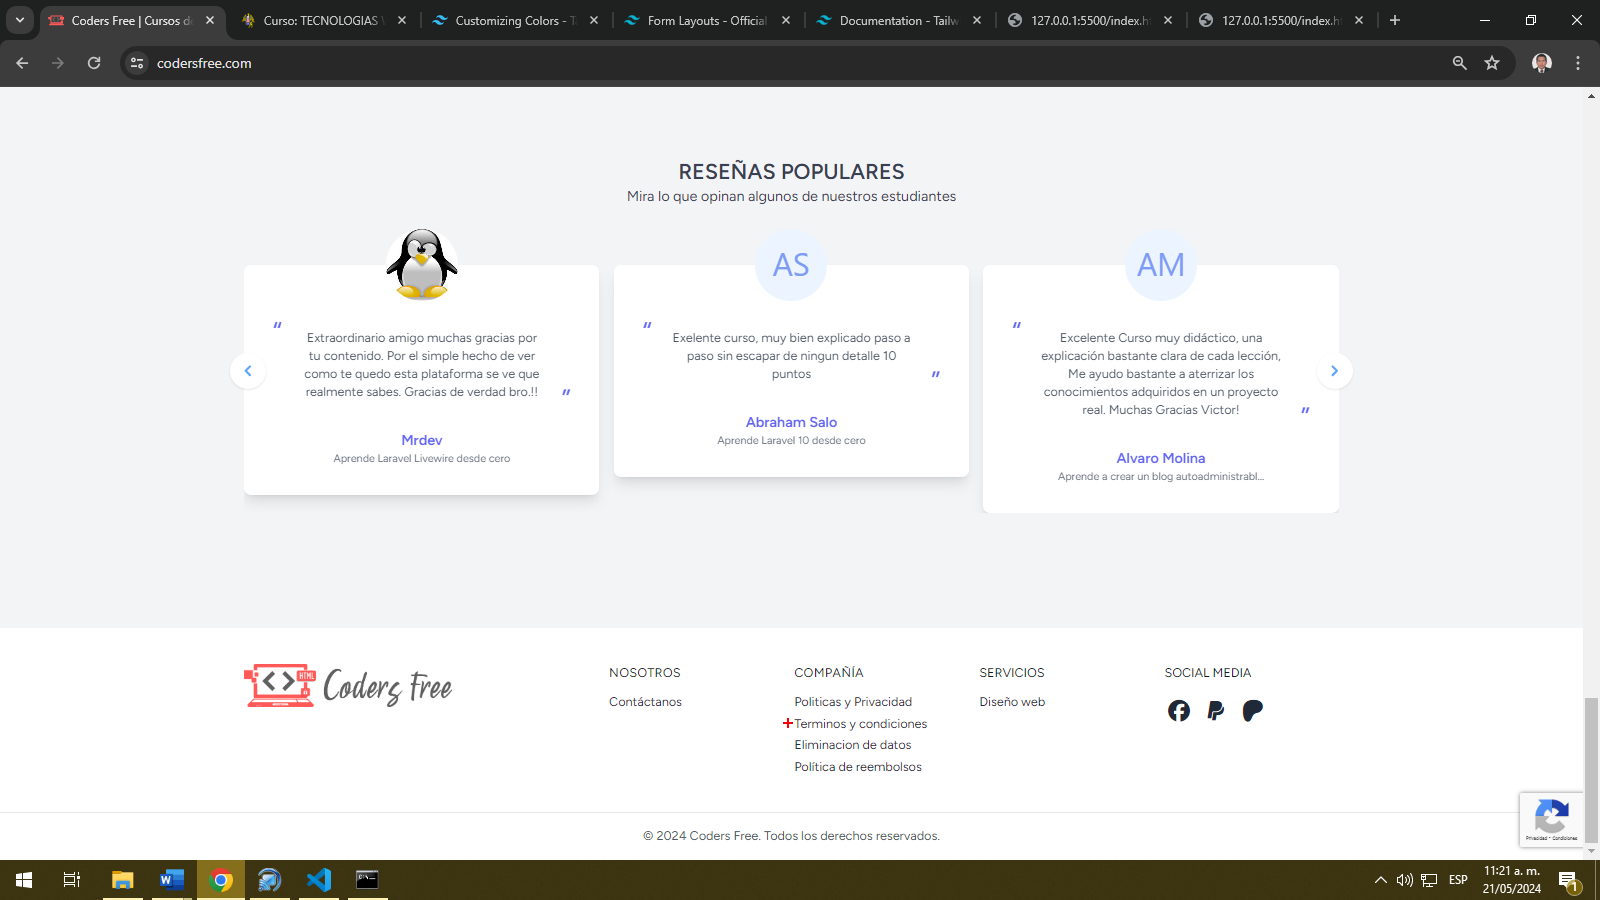 Coders Free | Cursos de
Curso: TECNOLOGIAS
Customizing Colors - T
Form Layouts - Official
Documentation - Tailw
127.0.0.1:5500/index.h
127.0.0.1:5500/index.h
codersfree.com
RESEÑAS POPULARES
Mira lo que opinan algunos de nuestros estudiantes
“
Extraordinario amigo muchas gracias por
tu contenido. Por el simple hecho de ver
como te quedo esta plataforma se ve que
realmente sabes. Gracias de verdad bro.!!
”
Mrdev
Aprende Laravel Livewire desde cero
AS
“
Exelente curso, muy bien explicado paso a
paso sin escapar de ningun detalle 10
puntos
”
Abraham Salo
Aprende Laravel 10 desde cero
AM
“
Excelente Curso muy didáctico, una
explicación bastante clara de cada lección,
Me ayudo bastante a aterrizar los
conocimientos adquiridos en un proyecto
real. Muchas Gracias Victor!
”
Alvaro Molina
Aprende a crear un blog autoadministrabl...
HTML
Coders Free
NOSOTROS
Contáctanos
COMPAÑÍA
Politicas y Privacidad
Terminos y condiciones
Eliminacion de datos
Política de reembolsos
SERVICIOS
Diseño web
SOCIAL MEDIA
Privacidad - Condiciones
© 2024 Coders Free. Todos los derechos reservados.
ESP
11:21 a. m.
21/05/2024
1